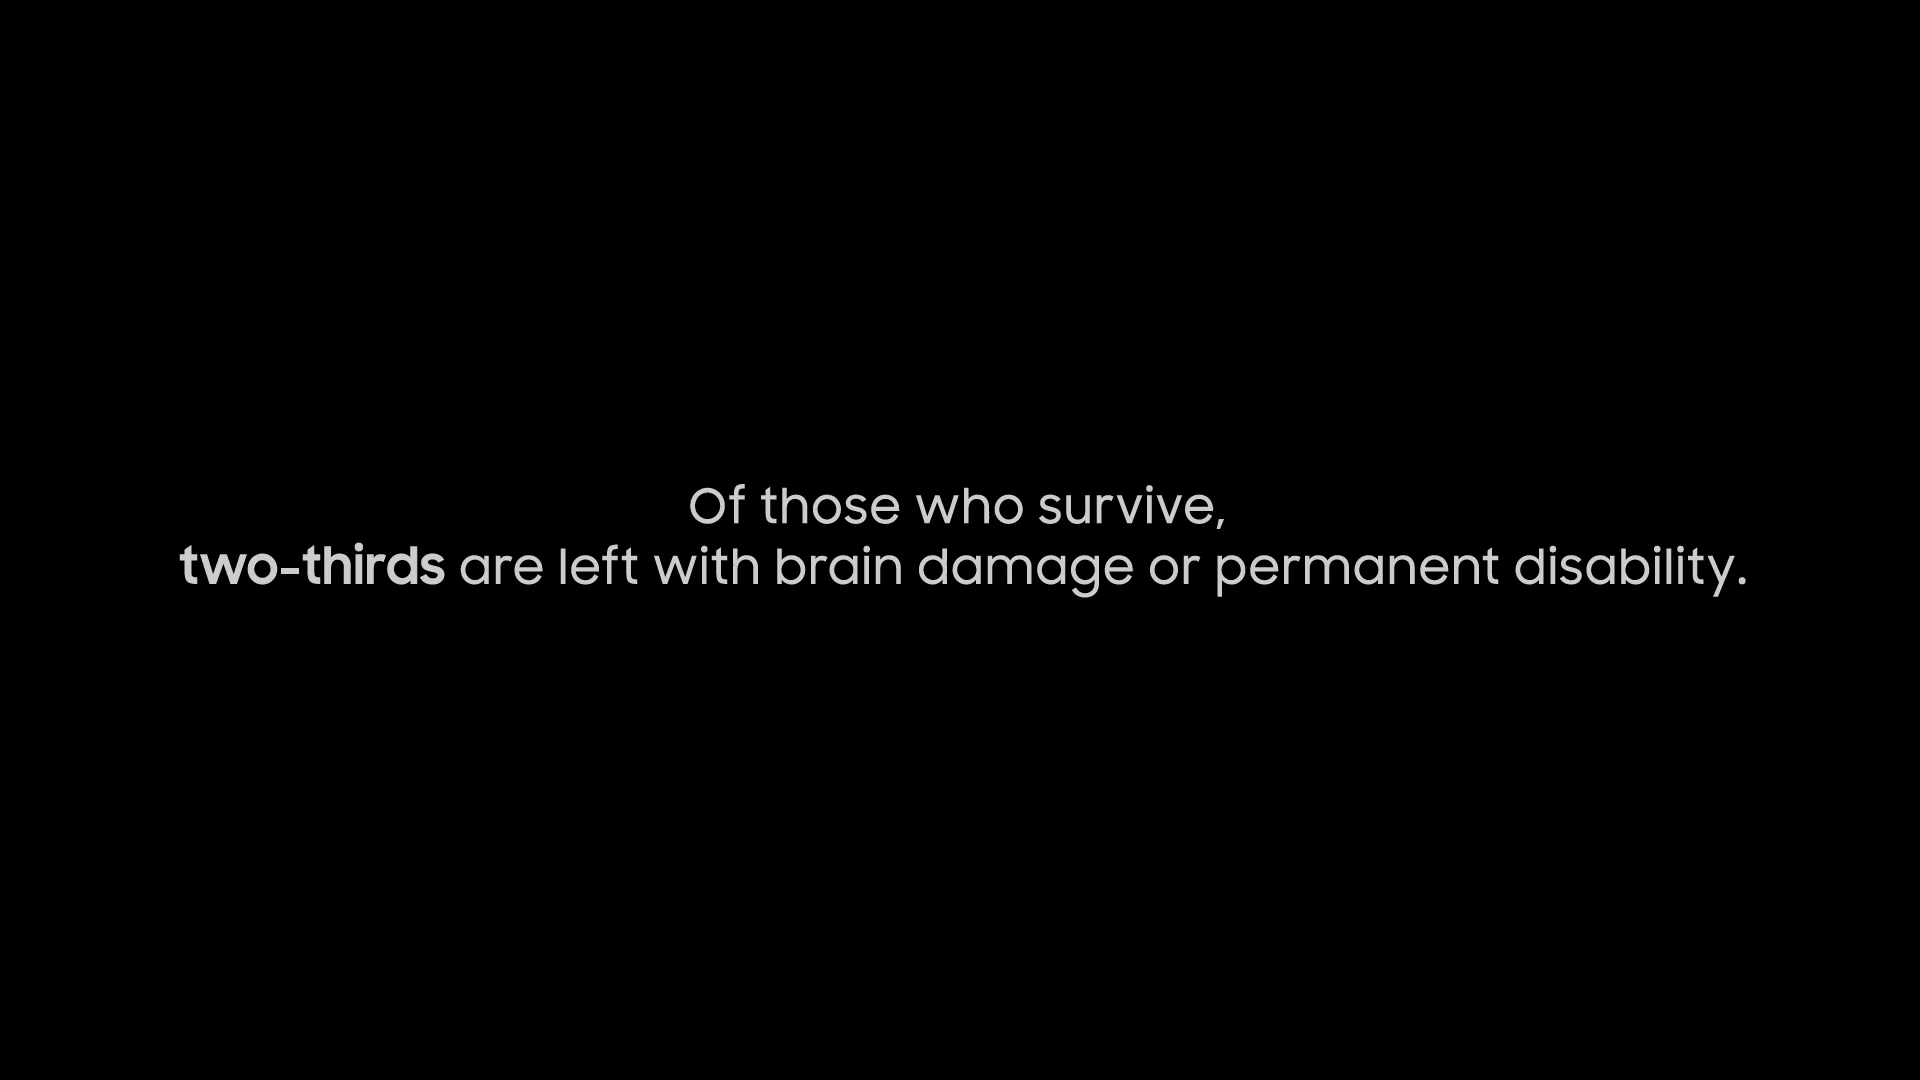 Of those who survive,
two-thirds are left with brain damage or permanent disability.